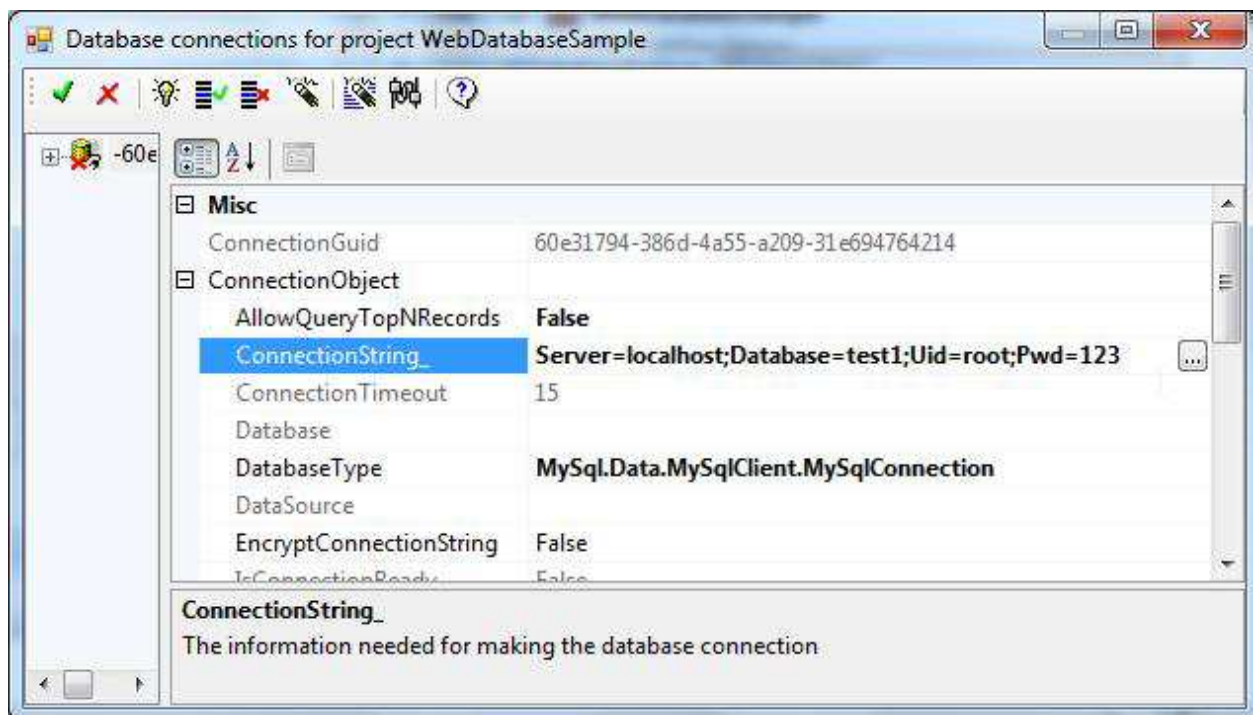 Database connections for project WebDatabaseSample
-60e
Misc
ConnectionGuid 60e31794-386d-4a55-a209-31e694764214
ConnectionObject
AllowQueryTopNRecords False
ConnectionString_ Server=localhost;Database=test1;Uid=root;Pwd=123 ...
ConnectionTimeout 15
Database
DatabaseType MySql.Data.MySqlClient.MySqlConnection
DataSource
EncryptConnectionString False
IsConnectionReady False
ConnectionString_
The information needed for making the database connection